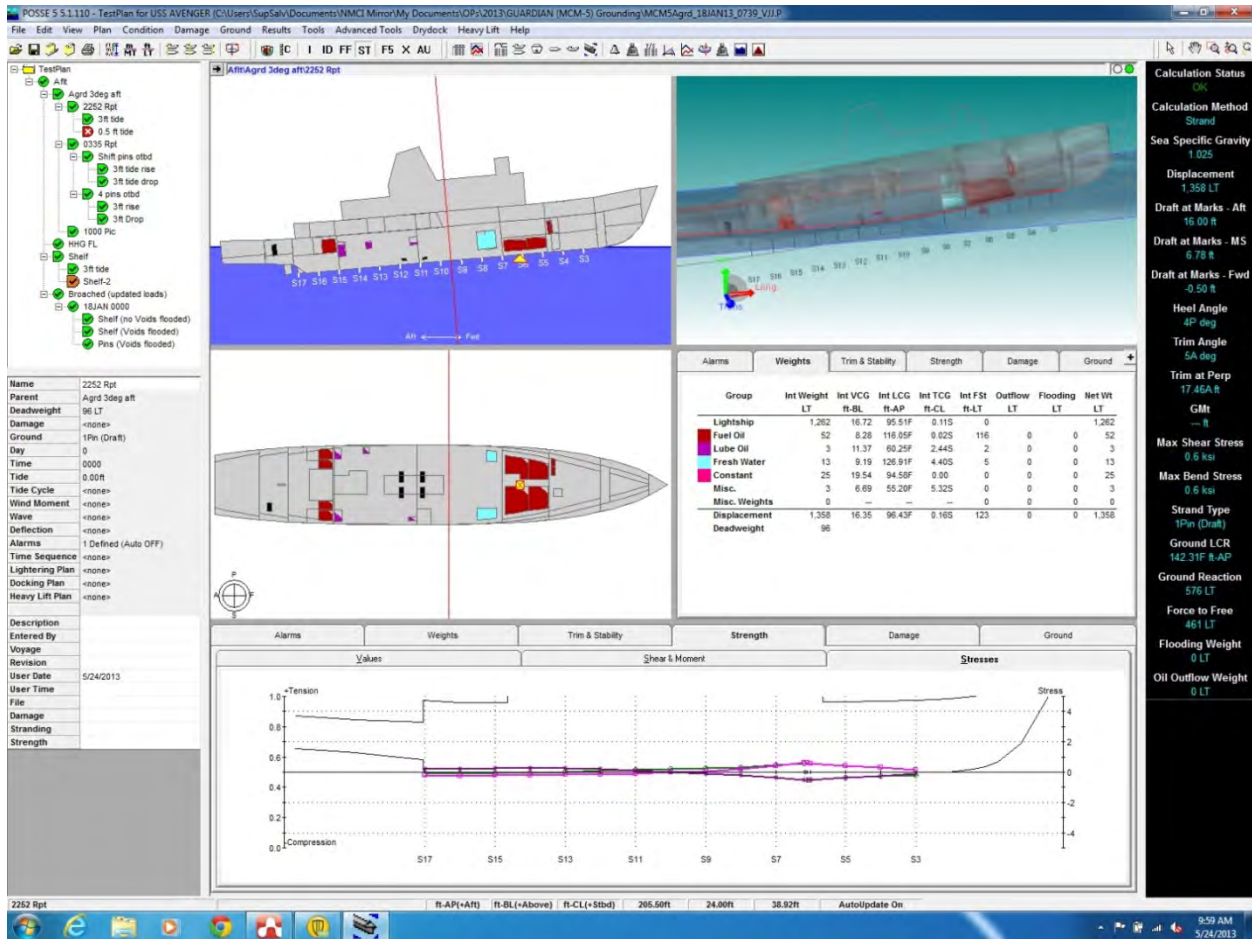 POSSE 5 5.1.110 - TestPlan for USS AVENGER (C:\Users\SupSalv\Documents\NMCI Mirror\My Documents\OPs\2013\GUARDIAN (MCM-5) Grounding\MCM5Agrd_18JAN13_0739_VJJ.P
File Edit View Plan Condition Damage Ground Results Tools Advanced Tools Drydock Heavy Lift Help
I ID FF ST F5 X AU
TestPlan
Aflt
Agrd 3deg aft
2252 Rpt
3ft tide
0.5 ft tide
0335 Rpt
Shift pins otbd
3ft tide rise
3ft tide drop
4 pins otbd
3ft rise
3ft Drop
1000 Pic
HHG FL
Shelf
3ft tide
Shelf-2
Broached (updated loads)
18JAN 0000
Shelf (no Voids flooded)
Shelf (Voids flooded)
Pins (Voids flooded)
Name 2252 Rpt
Parent Agrd 3deg aft
Deadweight 96 LT
Damage <none>
Ground 1Pin (Draft)
Day 0
Time 0000
Tide 0.00ft
Tide Cycle <none>
Wind Moment <none>
Wave <none>
Deflection <none>
Alarms 1 Defined (Auto OFF)
Time Sequence <none>
Lightering Plan <none>
Docking Plan <none>
Heavy Lift Plan <none>
Description
Entered By
Voyage
Revision
User Date 5/24/2013
User Time
File
Damage
Stranding
Strength
Aflt\Agrd 3deg aft\2252 Rpt
S17 S16 S15 S14 S13 S12 S11 S10 S9 S8 S7 S6 S5 S4 S3
Aft Fwd
S17 S16 S15 S14 S13 S12 S11 S10
Long.
P
A F
S
Alarms Weights Trim & Stability Strength Damage Ground
Group Int Weight Int VCG Int LCG Int TCG Int FSt Outflow Flooding Net Wt
LT ft-BL ft-AP ft-CL ft-LT LT LT LT
Lightship 1,262 16.72 95.51F 0.11S 0 1,262
Fuel Oil 52 8.28 116.05F 0.02S 116 0 0 52
Lube Oil 3 11.37 60.25F 2.44S 2 0 0 3
Fresh Water 13 9.19 126.91F 4.40S 5 0 0 13
Constant 25 19.54 94.58F 0.00 0 0 0 25
Misc. 3 6.69 55.20F 5.32S 0 0 0 3
Misc. Weights 0 -- -- -- 0 0 0 0
Displacement 1,358 16.35 96.43F 0.16S 123 0 0 1,358
Deadweight 96
Alarms Weights Trim & Stability Strength Damage Ground
Values Shear & Moment Stresses
+Tension Stress
1.0
0.8
0.6
0.4
0.2
0.0
4
2
0
-2
-4
-Compression
S17 S15 S13 S11 S9 S7 S5 S3
Calculation Status
OK
Calculation Method
Strand
Sea Specific Gravity
1.025
Displacement
1,358 LT
Draft at Marks - Aft
16.00 ft
Draft at Marks - MS
6.78 ft
Draft at Marks - Fwd
-0.50 ft
Heel Angle
4P deg
Trim Angle
5A deg
Trim at Perp
17.46A ft
GMt
--- ft
Max Shear Stress
0.6 ksi
Max Bend Stress
0.6 ksi
Strand Type
1Pin (Draft)
Ground LCR
142.31F ft-AP
Ground Reaction
576 LT
Force to Free
461 LT
Flooding Weight
0 LT
Oil Outflow Weight
0 LT
2252 Rpt ft-AP(+Aft) ft-BL(+Above) ft-CL(+Stbd) 205.50ft 24.00ft 38.92ft AutoUpdate On
9:59 AM
5/24/2013